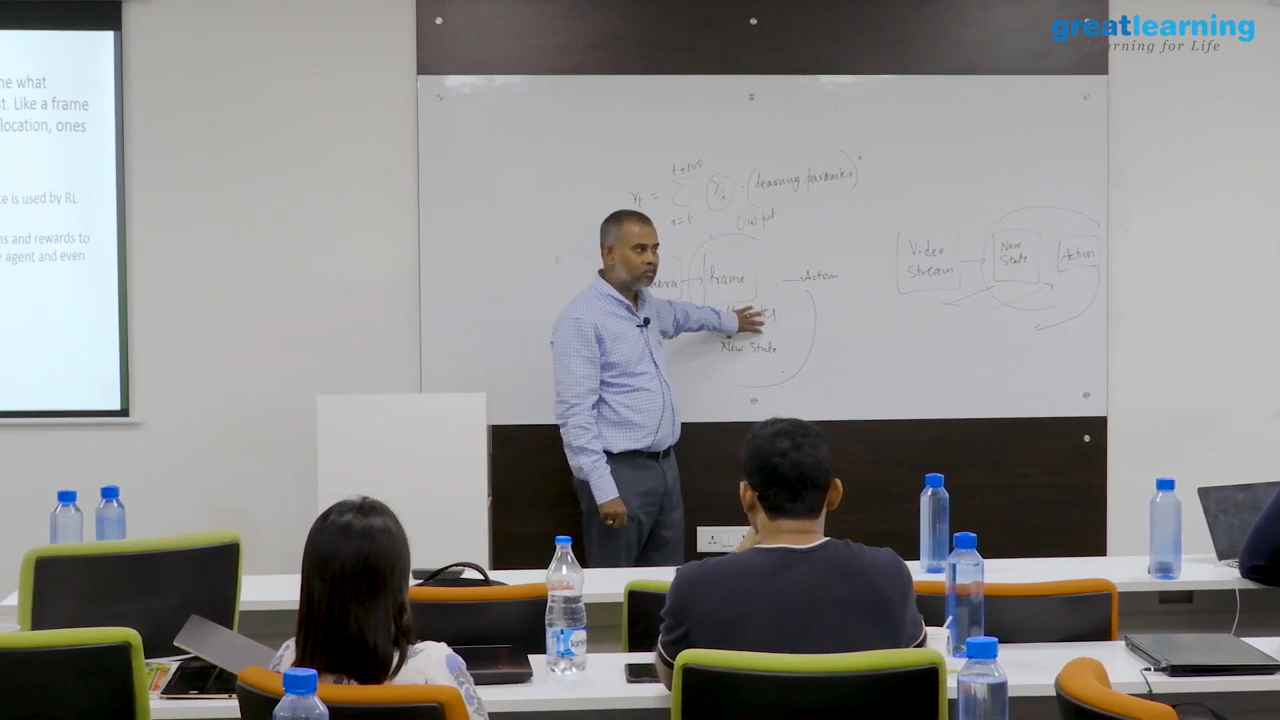 greatlearning
Learning for Life
ne what
t. Like a frame
location, ones
e is used by RL
ns and rewards to
agent and even
t+100
rt = Σ ri · (learning parameter)^i
i=t
output
frame
Action
New State
Video
Stream
New
State
Action